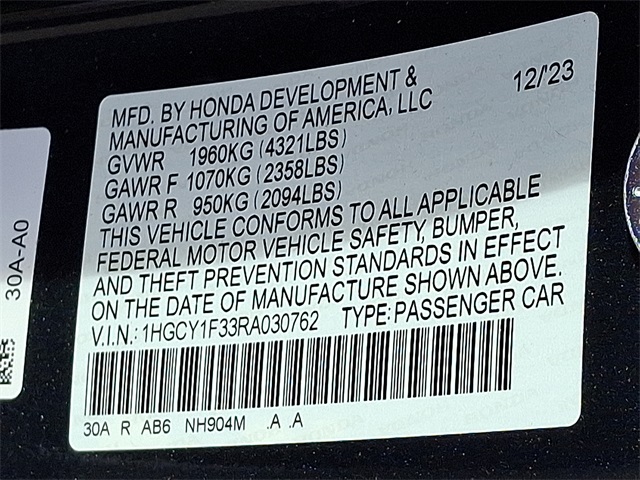 MFD. BY HONDA DEVELOPMENT & 12/'23
MANUFACTURING OF AMERICA, LLC
GVWR 1960KG (4321LBS)
GAWR F 1070KG (2358LBS)
GAWR R 950KG (2094LBS)
THIS VEHICLE CONFORMS TO ALL APPLICABLE
FEDERAL MOTOR VEHICLE SAFETY, BUMPER,
AND THEFT PREVENTION STANDARDS IN EFFECT
ON THE DATE OF MANUFACTURE SHOWN ABOVE.
V.I.N.: 1HGCY1F33RA030762 TYPE: PASSENGER CAR
30A R AB6 NH904M .A .A
30A-A0